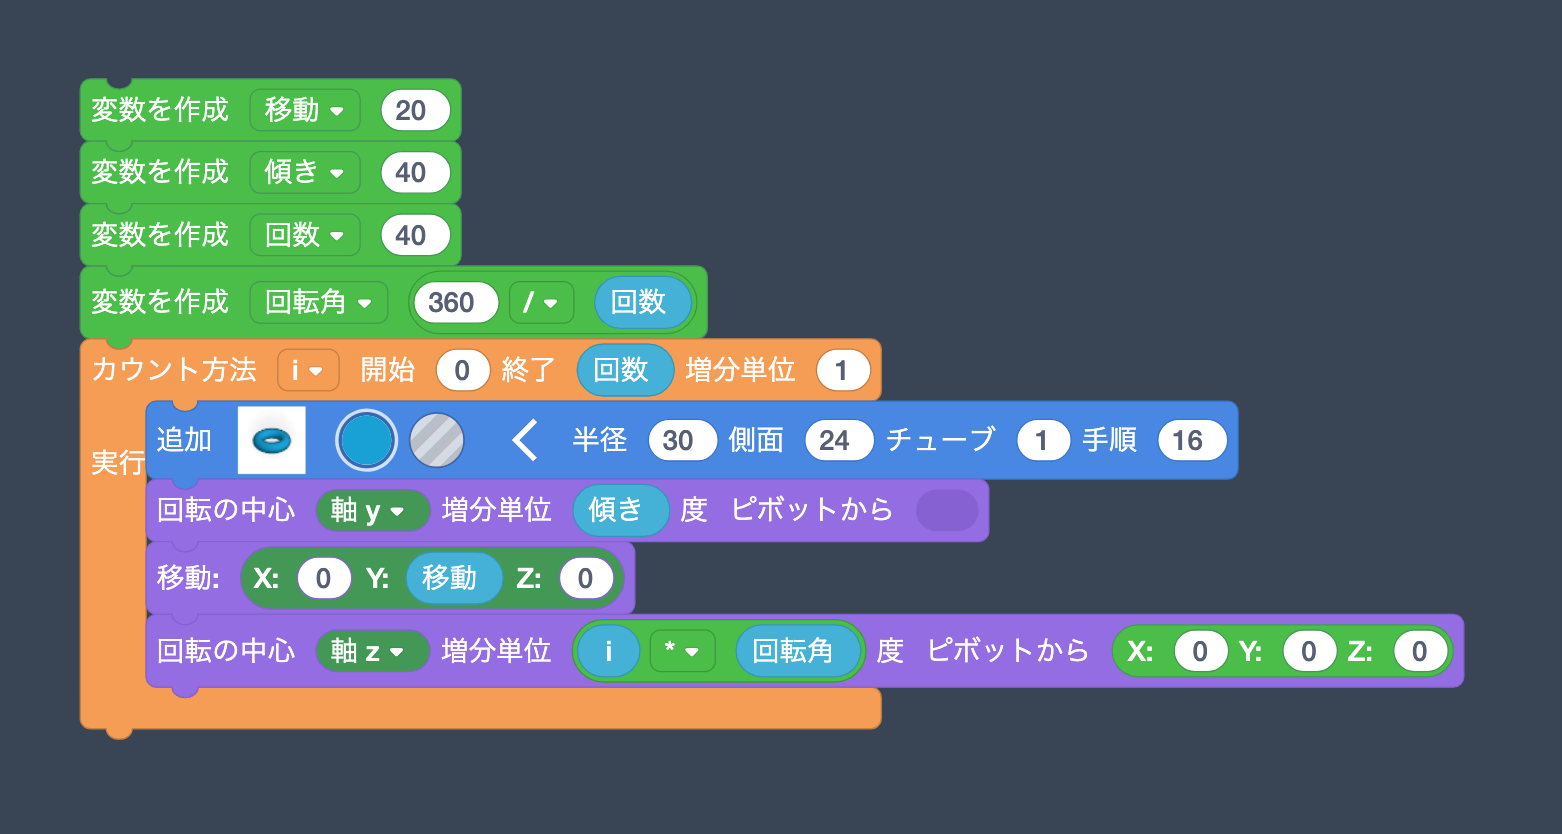 変数を作成 移動 20
変数を作成 傾き 40
変数を作成 回数 40
変数を作成 回転角 360 / 回数
カウント方法 i 開始 0 終了 回数 増分単位 1
実行
追加 半径 30 側面 24 チューブ 1 手順 16
回転の中心 軸 y 増分単位 傾き 度 ピボットから
移動: X: 0 Y: 移動 Z: 0
回転の中心 軸 z 増分単位 i * 回転角 度 ピボットから X: 0 Y: 0 Z: 0